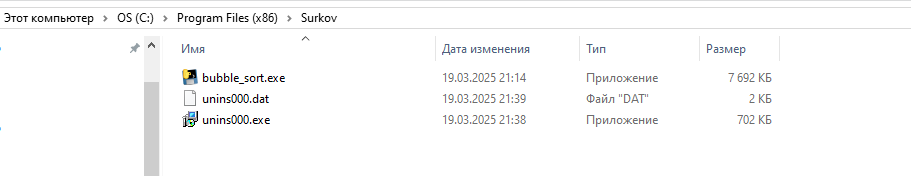 Этот компьютер > OS (C:) > Program Files (x86) > Surkov
Имя Дата изменения Тип Размер
bubble_sort.exe 19.03.2025 21:14 Приложение 7 692 КБ
unins000.dat 19.03.2025 21:39 Файл "DAT" 2 КБ
unins000.exe 19.03.2025 21:38 Приложение 702 КБ